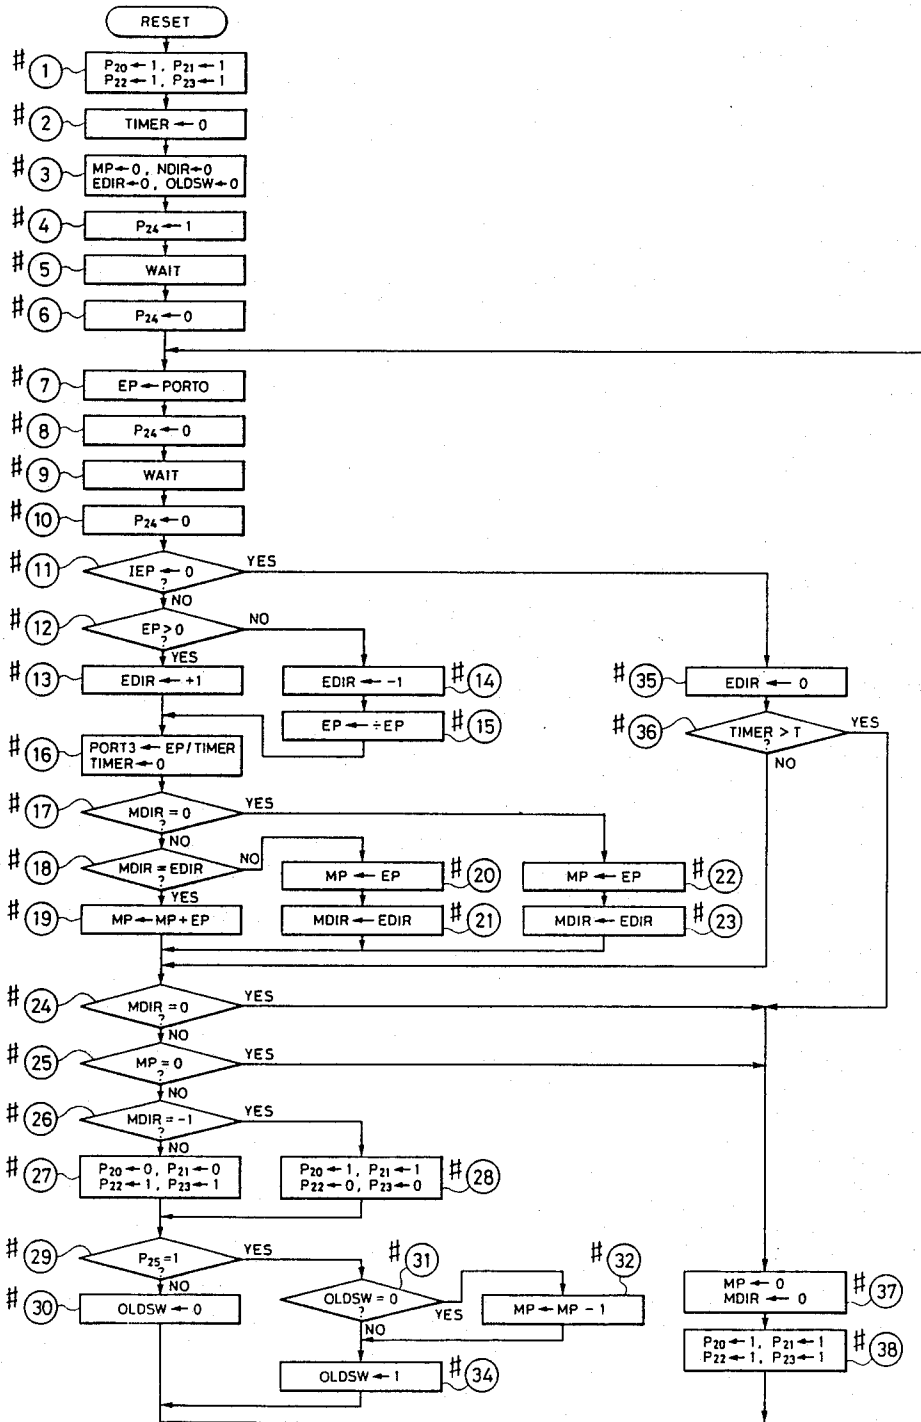 RESET
# 1
P20←1, P21←1
P22←1, P23←1
# 2
TIMER ← 0
# 3
MP←0, NDIR←0
EDIR←0, OLDSW←0
# 4
P24 ← 1
# 5
WAIT
# 6
P24 ← 0
# 7
EP ← PORTO
# 8
P24 ← 0
# 9
WAIT
# 10
P24 ← 0
# 11
IEP ← 0
?
YES
NO
# 12
EP > 0
?
NO
YES
# 13
EDIR ← +1
EDIR ← -1
# 14
# 35
EDIR ← 0
EP ← ÷EP
# 15
# 16
PORT3 ← EP/TIMER
TIMER ← 0
# 36
TIMER > T
?
YES
NO
# 17
MDIR = 0
?
YES
NO
# 18
MDIR = EDIR
?
NO
YES
MP ← EP
# 20
MP ← EP
# 22
# 19
MP ← MP + EP
MDIR ← EDIR
# 21
MDIR ← EDIR
# 23
# 24
MDIR = 0
?
YES
NO
# 25
MP = 0
?
YES
NO
# 26
MDIR = -1
?
YES
NO
# 27
P20 ← 0, P21 ← 0
P22 ← 1, P23 ← 1
P20 ← 1, P21 ← 1
P22 ← 0, P23 ← 0
# 28
# 29
P25 = 1
?
YES
NO
# 31
OLDSW = 0
?
YES
NO
# 32
MP ← MP - 1
# 30
OLDSW ← 0
OLDSW ← 1
# 34
MP ← 0
MDIR ← 0
# 37
P20 ← 1, P21 ← 1
P22 ← 1, P23 ← 1
# 38